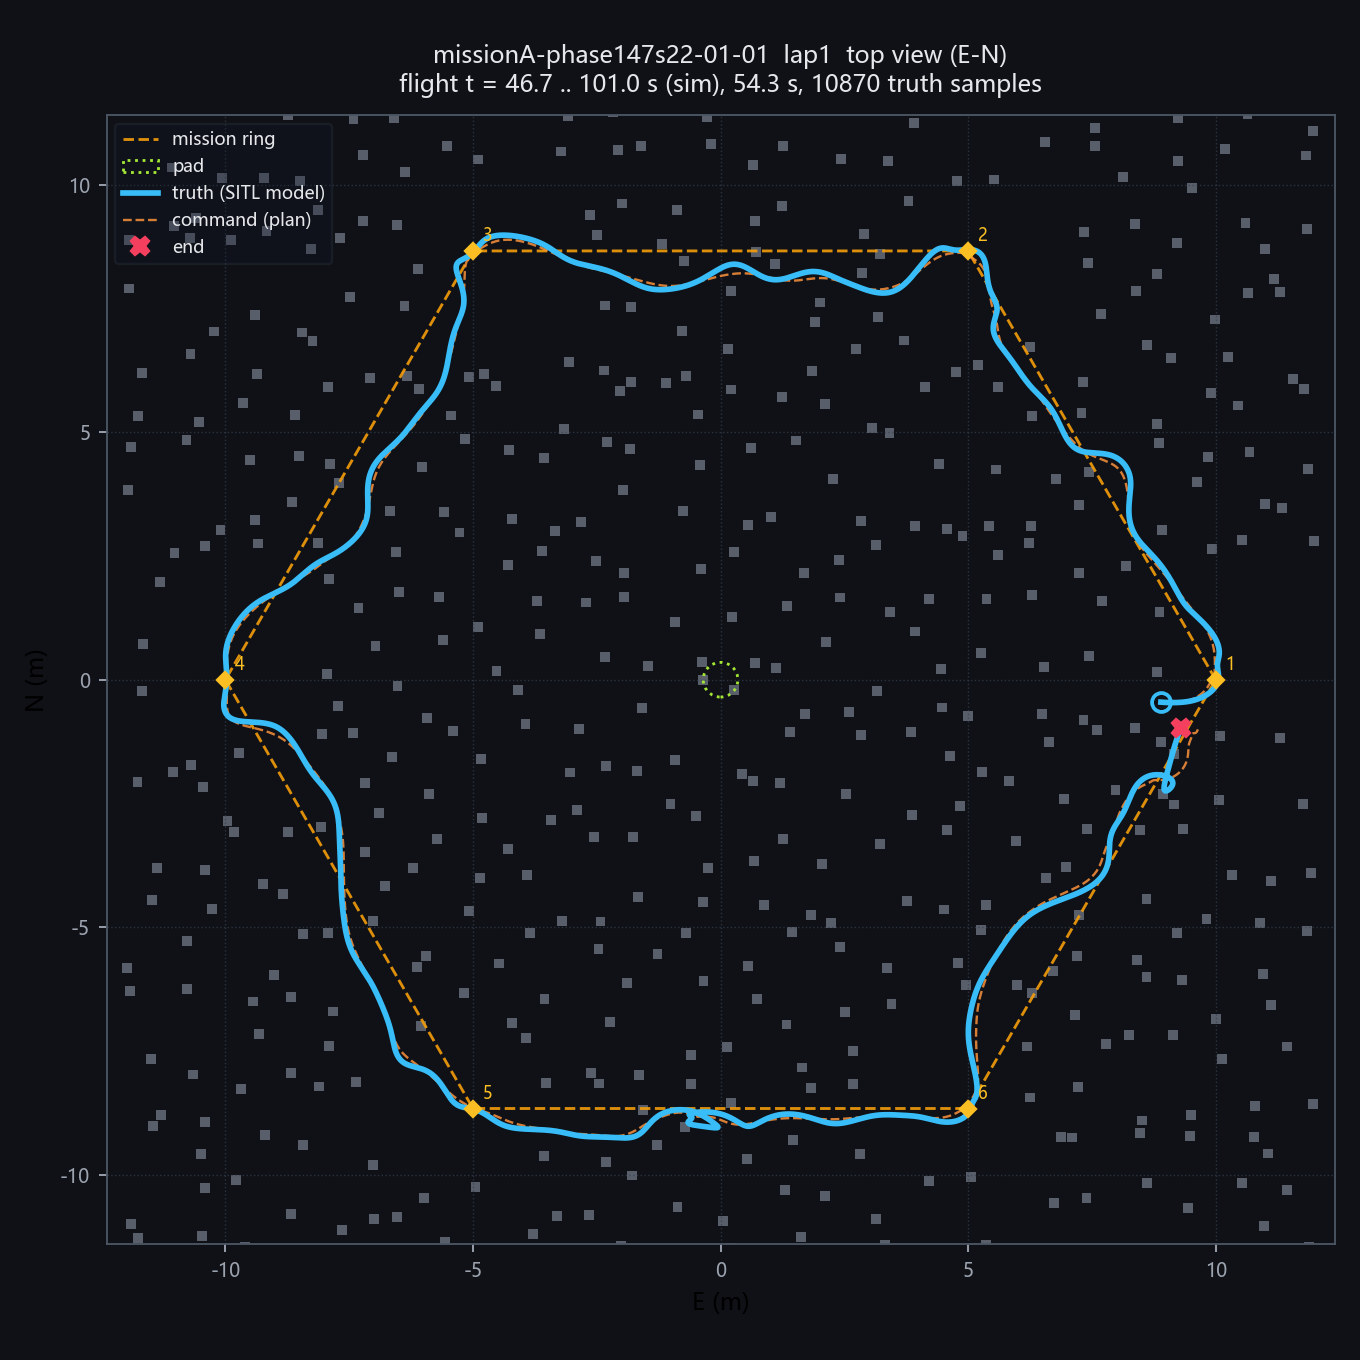 missionA-phase147s22-01-01 lap1 top view (E-N)
flight t = 46.7 .. 101.0 s (sim), 54.3 s, 10870 truth samples
mission ring
pad
truth (SITL model)
command (plan)
end
10
5
0
-5
-10
N (m)
3
2
4
1
5
6
-10
-5
0
5
10
E (m)